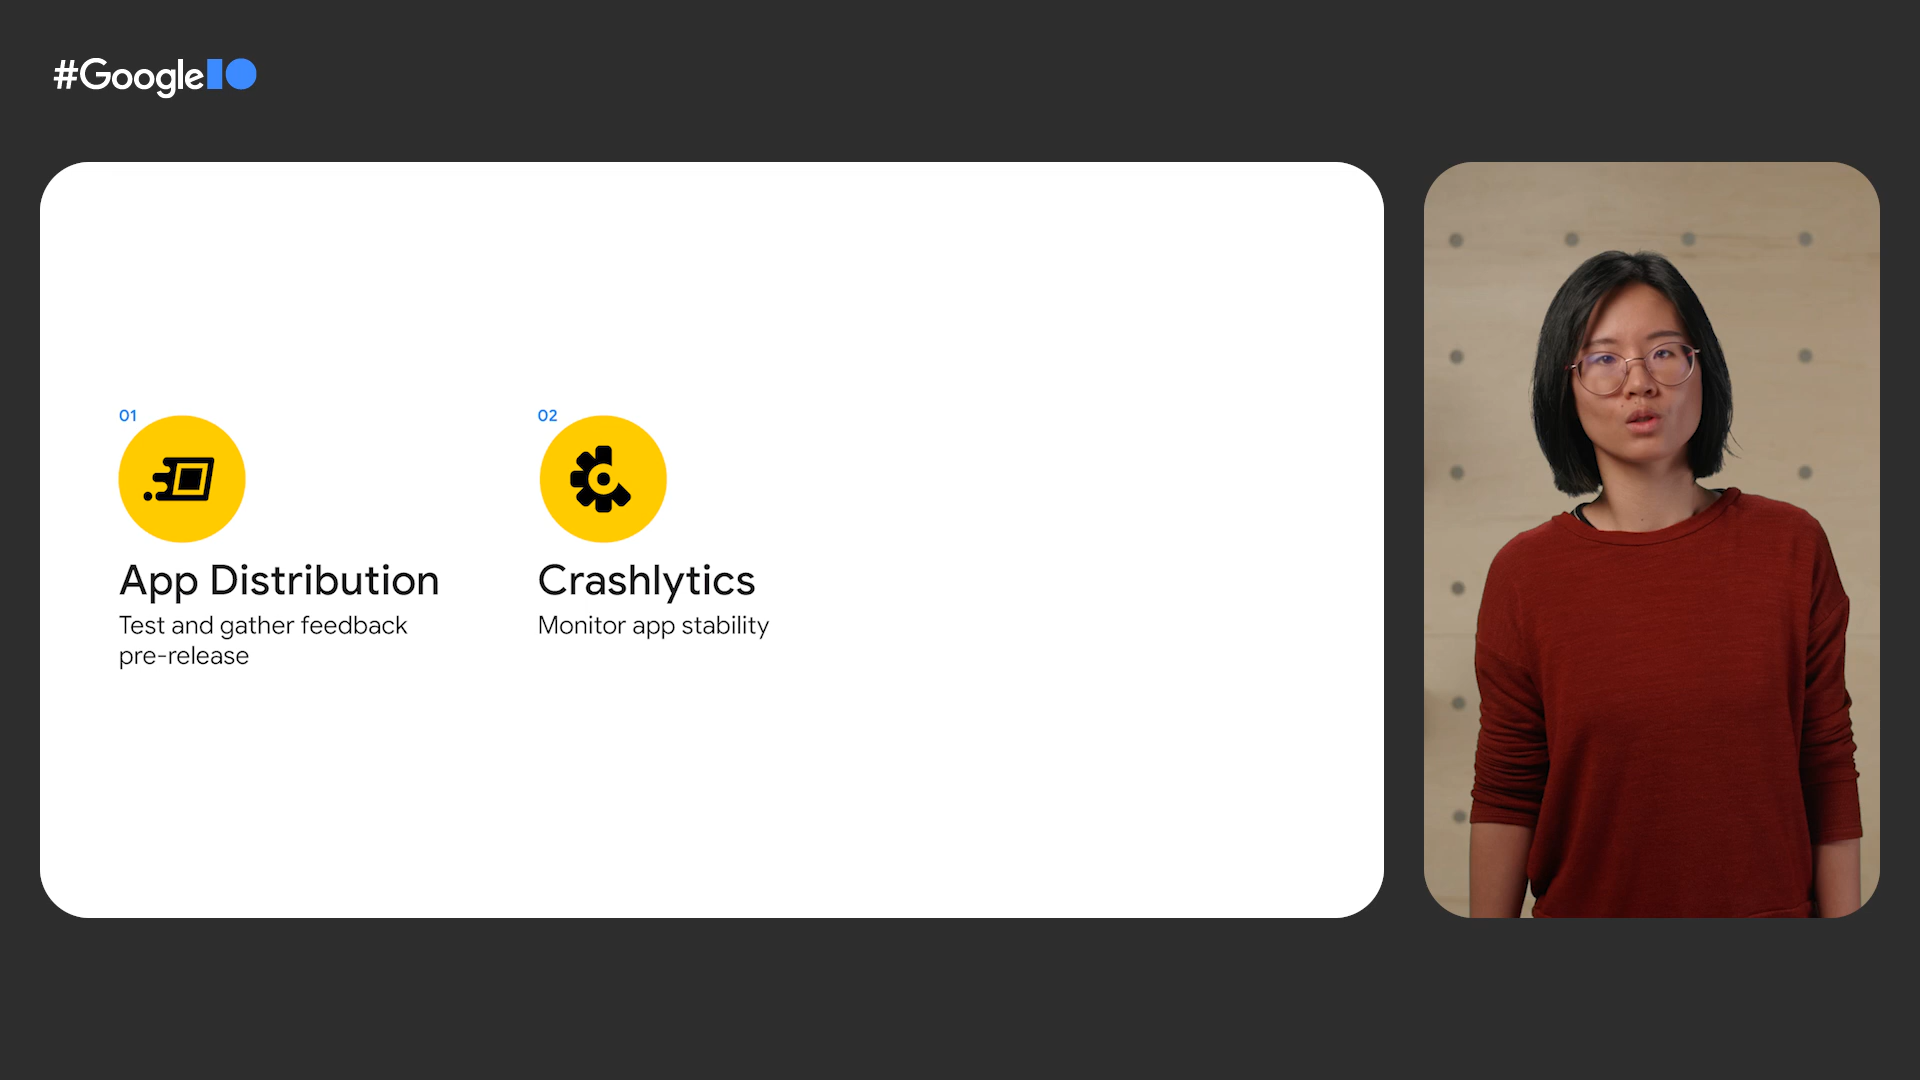 #GoogleIO
01
App Distribution
Test and gather feedback
pre-release
02
Crashlytics
Monitor app stability